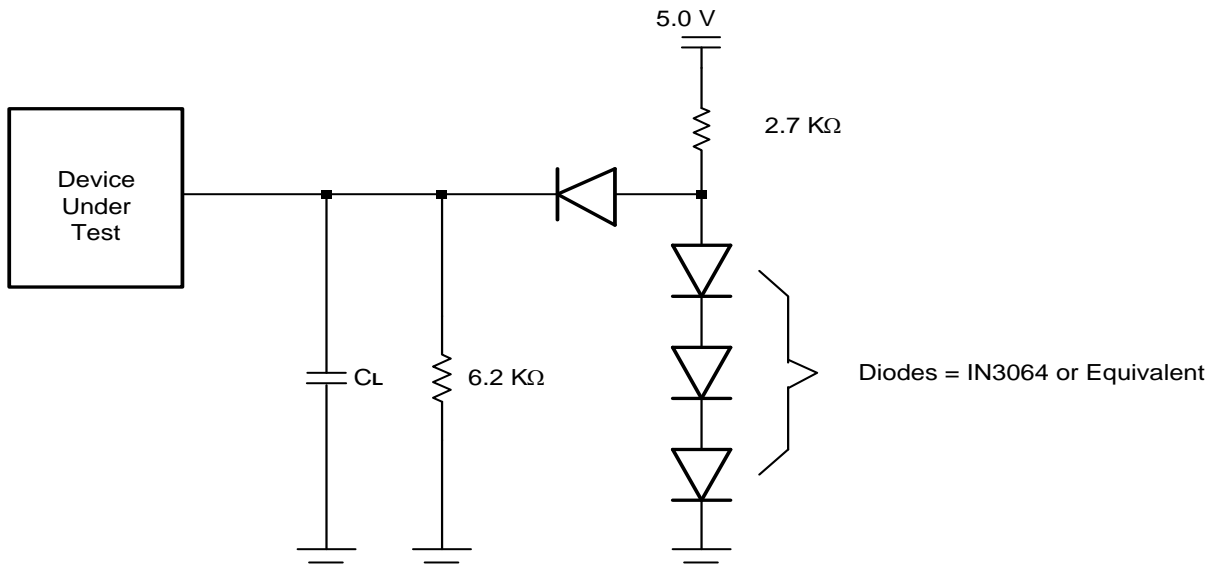 5.0 V
2.7 KΩ
Device
Under
Test
CL
6.2 KΩ
Diodes = IN3064 or Equivalent